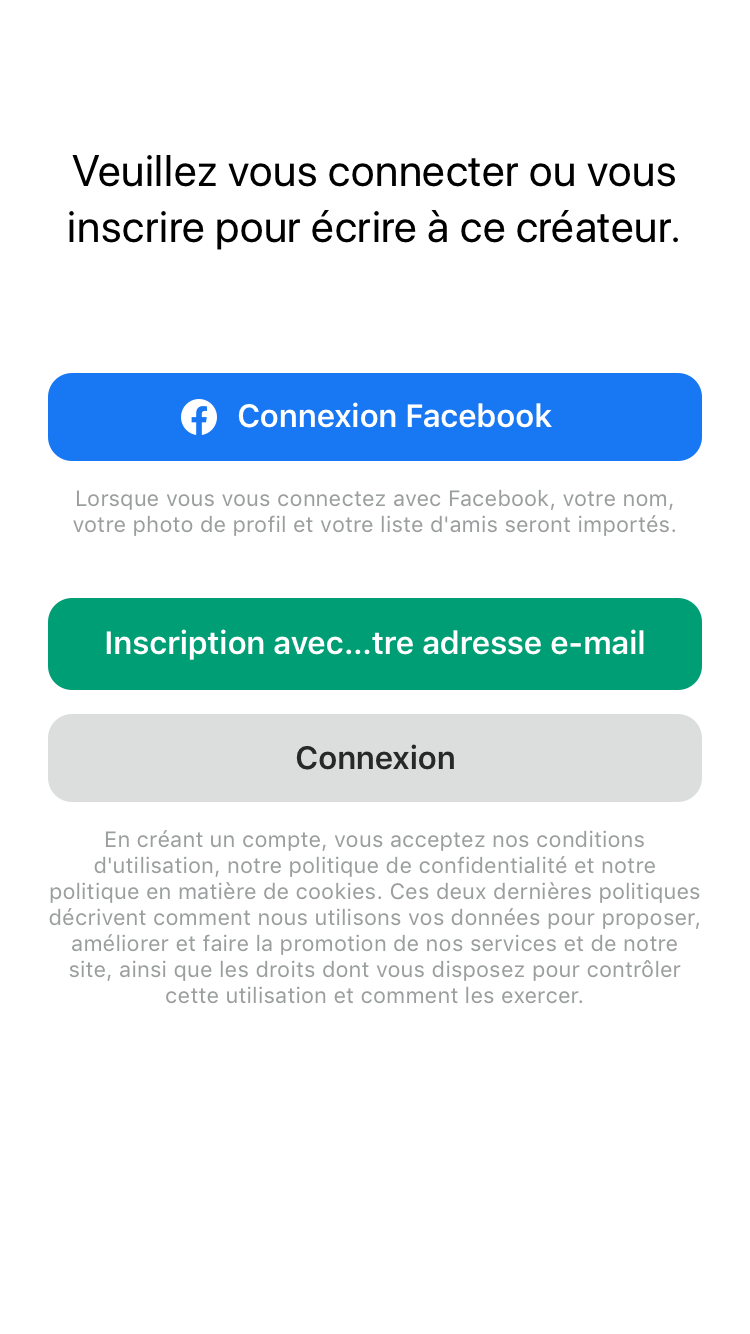 Veuillez vous connecter ou vous
inscrire pour écrire à ce créateur.
Connexion Facebook
Lorsque vous vous connectez avec Facebook, votre nom,
votre photo de profil et votre liste d'amis seront importés.
Inscription avec...tre adresse e-mail
Connexion
En créant un compte, vous acceptez nos conditions
d'utilisation, notre politique de confidentialité et notre
politique en matière de cookies. Ces deux dernières politiques
décrivent comment nous utilisons vos données pour proposer,
améliorer et faire la promotion de nos services et de notre
site, ainsi que les droits dont vous disposez pour contrôler
cette utilisation et comment les exercer.